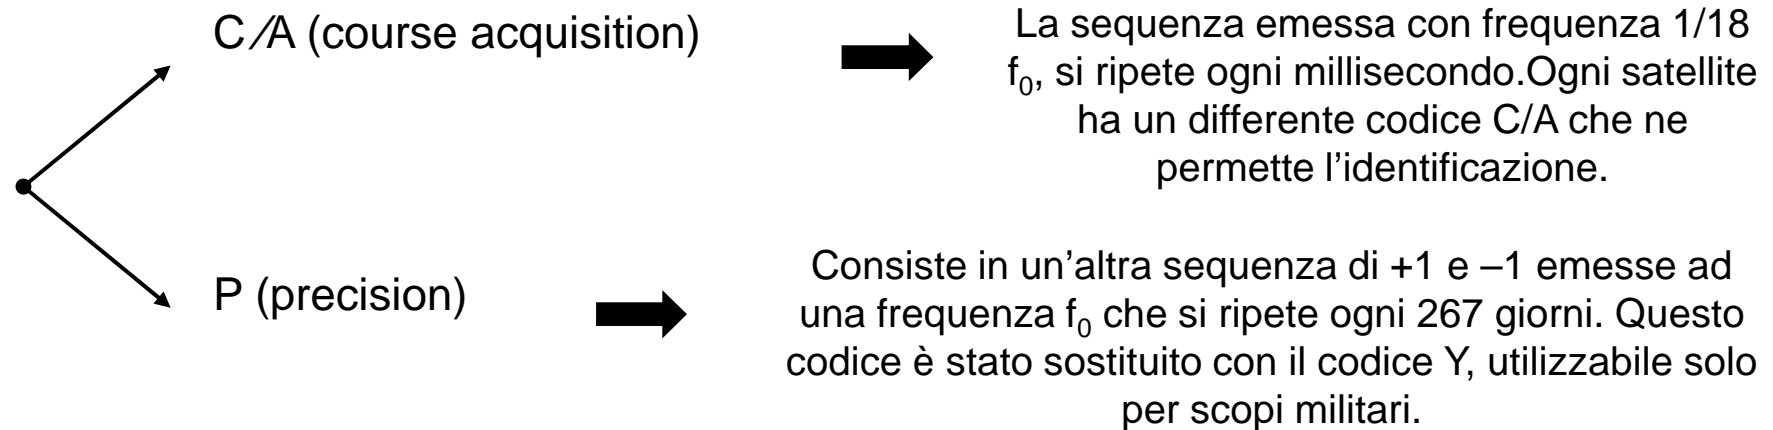 C ∕A (course acquisition)
La sequenza emessa con frequenza 1/18
f₀, si ripete ogni millisecondo.Ogni satellite
ha un differente codice C/A che ne
permette l’identificazione.
P (precision)
Consiste in un’altra sequenza di +1 e –1 emesse ad
una frequenza f₀ che si ripete ogni 267 giorni. Questo
codice è stato sostituito con il codice Y, utilizzabile solo
per scopi militari.